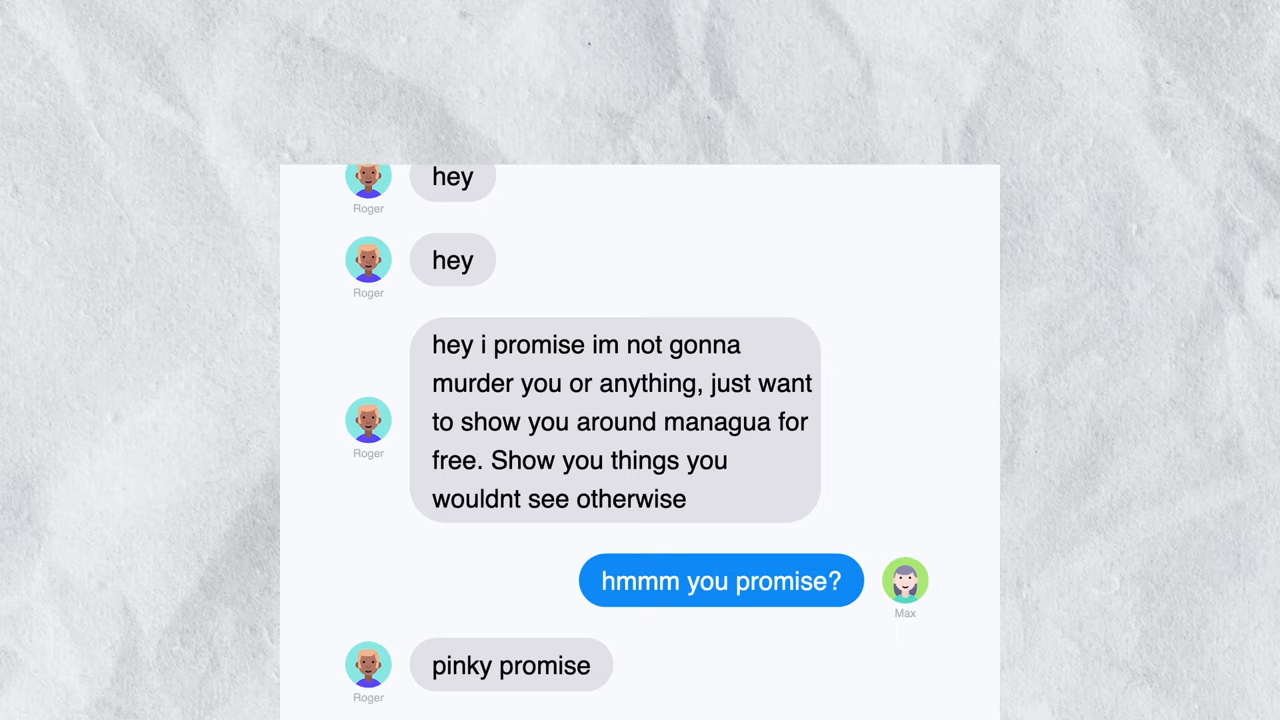 hey
Roger
hey
Roger
hey i promise im not gonna
murder you or anything, just want
to show you around managua for
free. Show you things you
wouldnt see otherwise
Roger
hmmm you promise?
Max
pinky promise
Roger